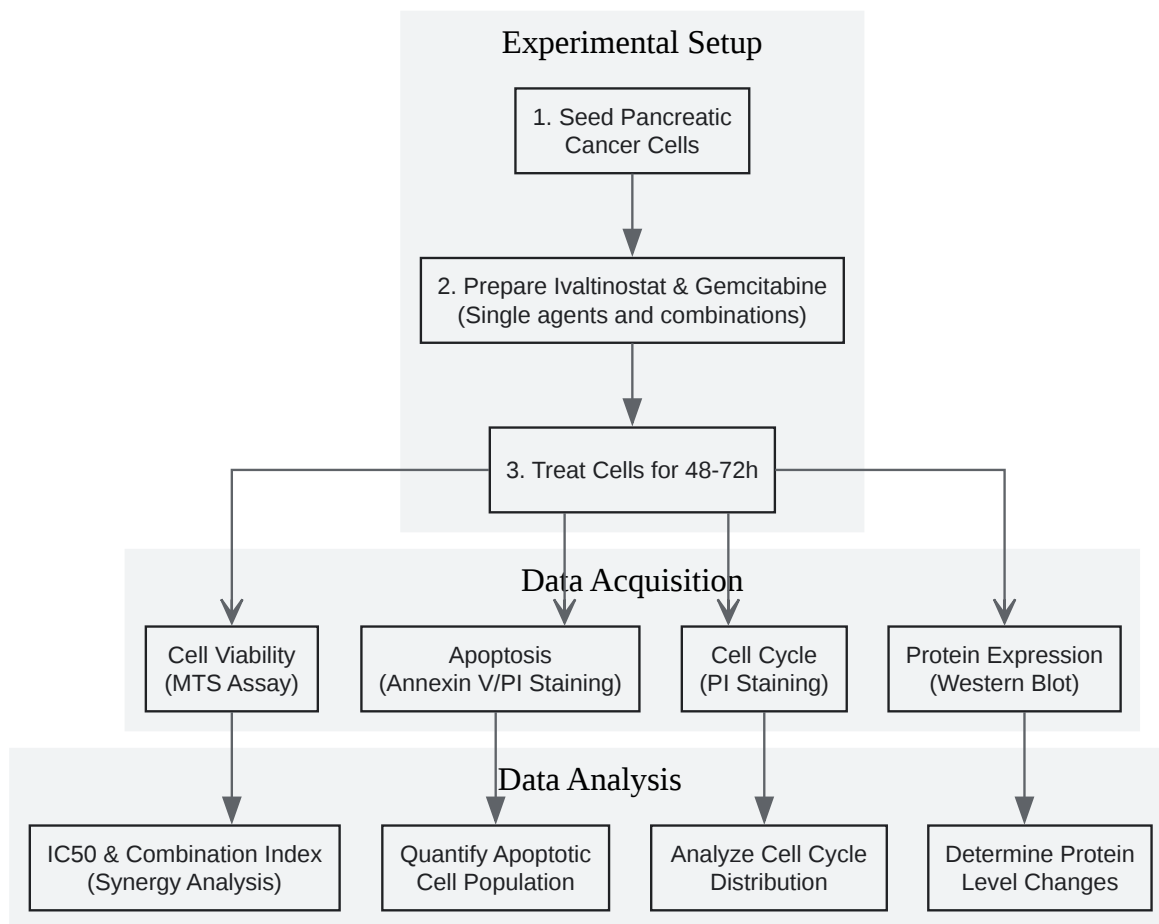 Experimental Setup
1. Seed Pancreatic
Cancer Cells
2. Prepare Ivaltinostat & Gemcitabine
(Single agents and combinations)
3. Treat Cells for 48-72h
Data Acquisition
Cell Viability
(MTS Assay)
Apoptosis
(Annexin V/PI Staining)
Cell Cycle
(PI Staining)
Protein Expression
(Western Blot)
Data Analysis
IC50 & Combination Index
(Synergy Analysis)
Quantify Apoptotic
Cell Population
Analyze Cell Cycle
Distribution
Determine Protein
Level Changes